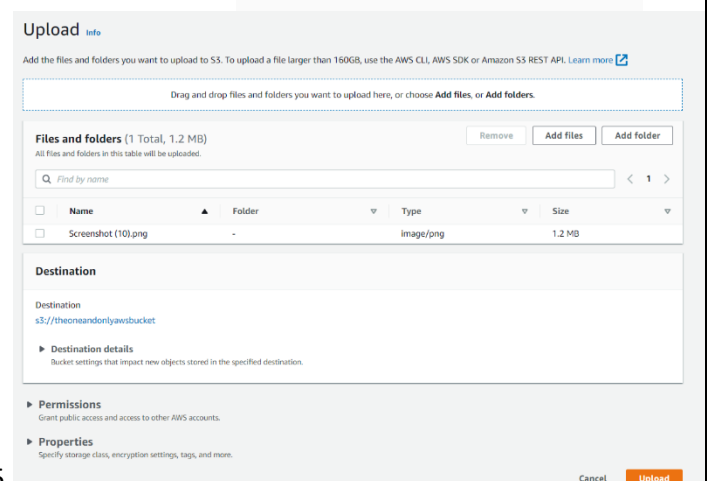 Upload Info
Add the files and folders you want to upload to S3. To upload a file larger than 160GB, use the AWS CLI, AWS SDK or Amazon S3 REST API. Learn more
Drag and drop files and folders you want to upload here, or choose Add files, or Add folders.
Files and folders (1 Total, 1.2 MB)
All files and folders in this table will be uploaded.
Remove
Add files
Add folder
Find by name
1
Name Folder Type Size
Screenshot (10).png - image/png 1.2 MB
Destination
Destination
s3://theoneandonlyawsbucket
Destination details
Bucket settings that impact new objects stored in the specified destination.
Permissions
Grant public access and access to other AWS accounts.
Properties
Specify storage class, encryption settings, tags, and more.
Cancel
Upload